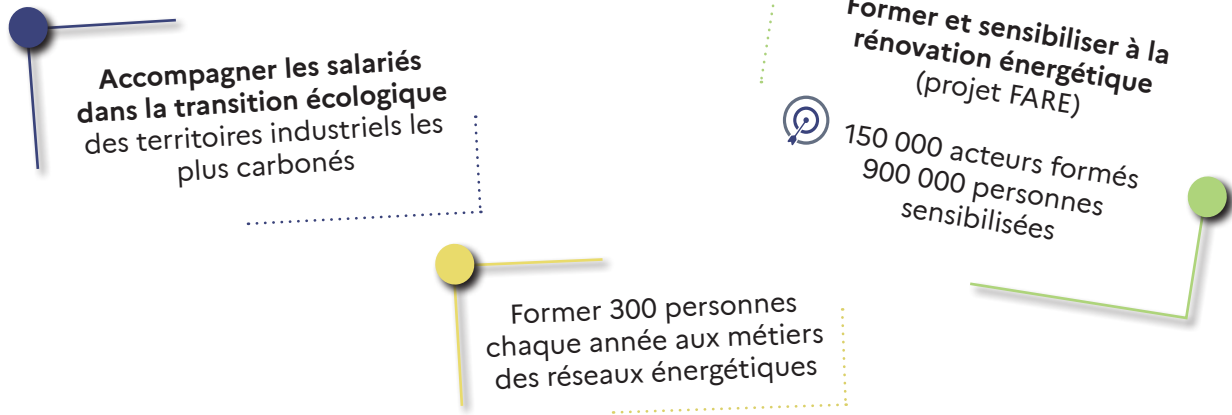 Accompagner les salariés
dans la transition écologique
des territoires industriels les
plus carbonés
Former et sensibiliser à la
rénovation énergétique
(projet FARE)
150 000 acteurs formés
900 000 personnes
sensibilisées
Former 300 personnes
chaque année aux métiers
des réseaux énergétiques